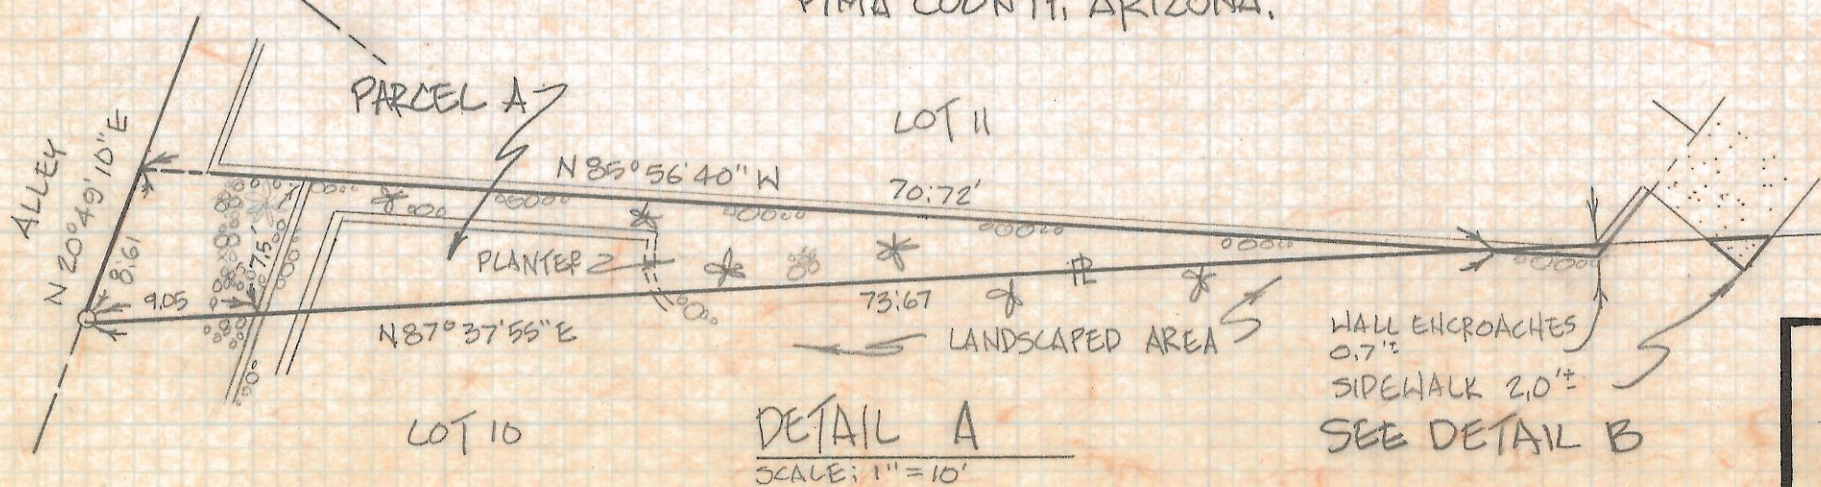 PIMA COUNTY, ARIZONA.
PARCEL A
LOT 11
ALLEY
N 20°49'10" E
8.61
N 85°56'40" W
70.72'
7.5'
PLANTER
9.05
N 87°37'55" E
73.67
PL
LANDSCAPED AREA
WALL ENCROACHES
0.7'±
SIDEWALK 2.0'±
SEE DETAIL B
LOT 10
DETAIL A
SCALE: 1"=10'